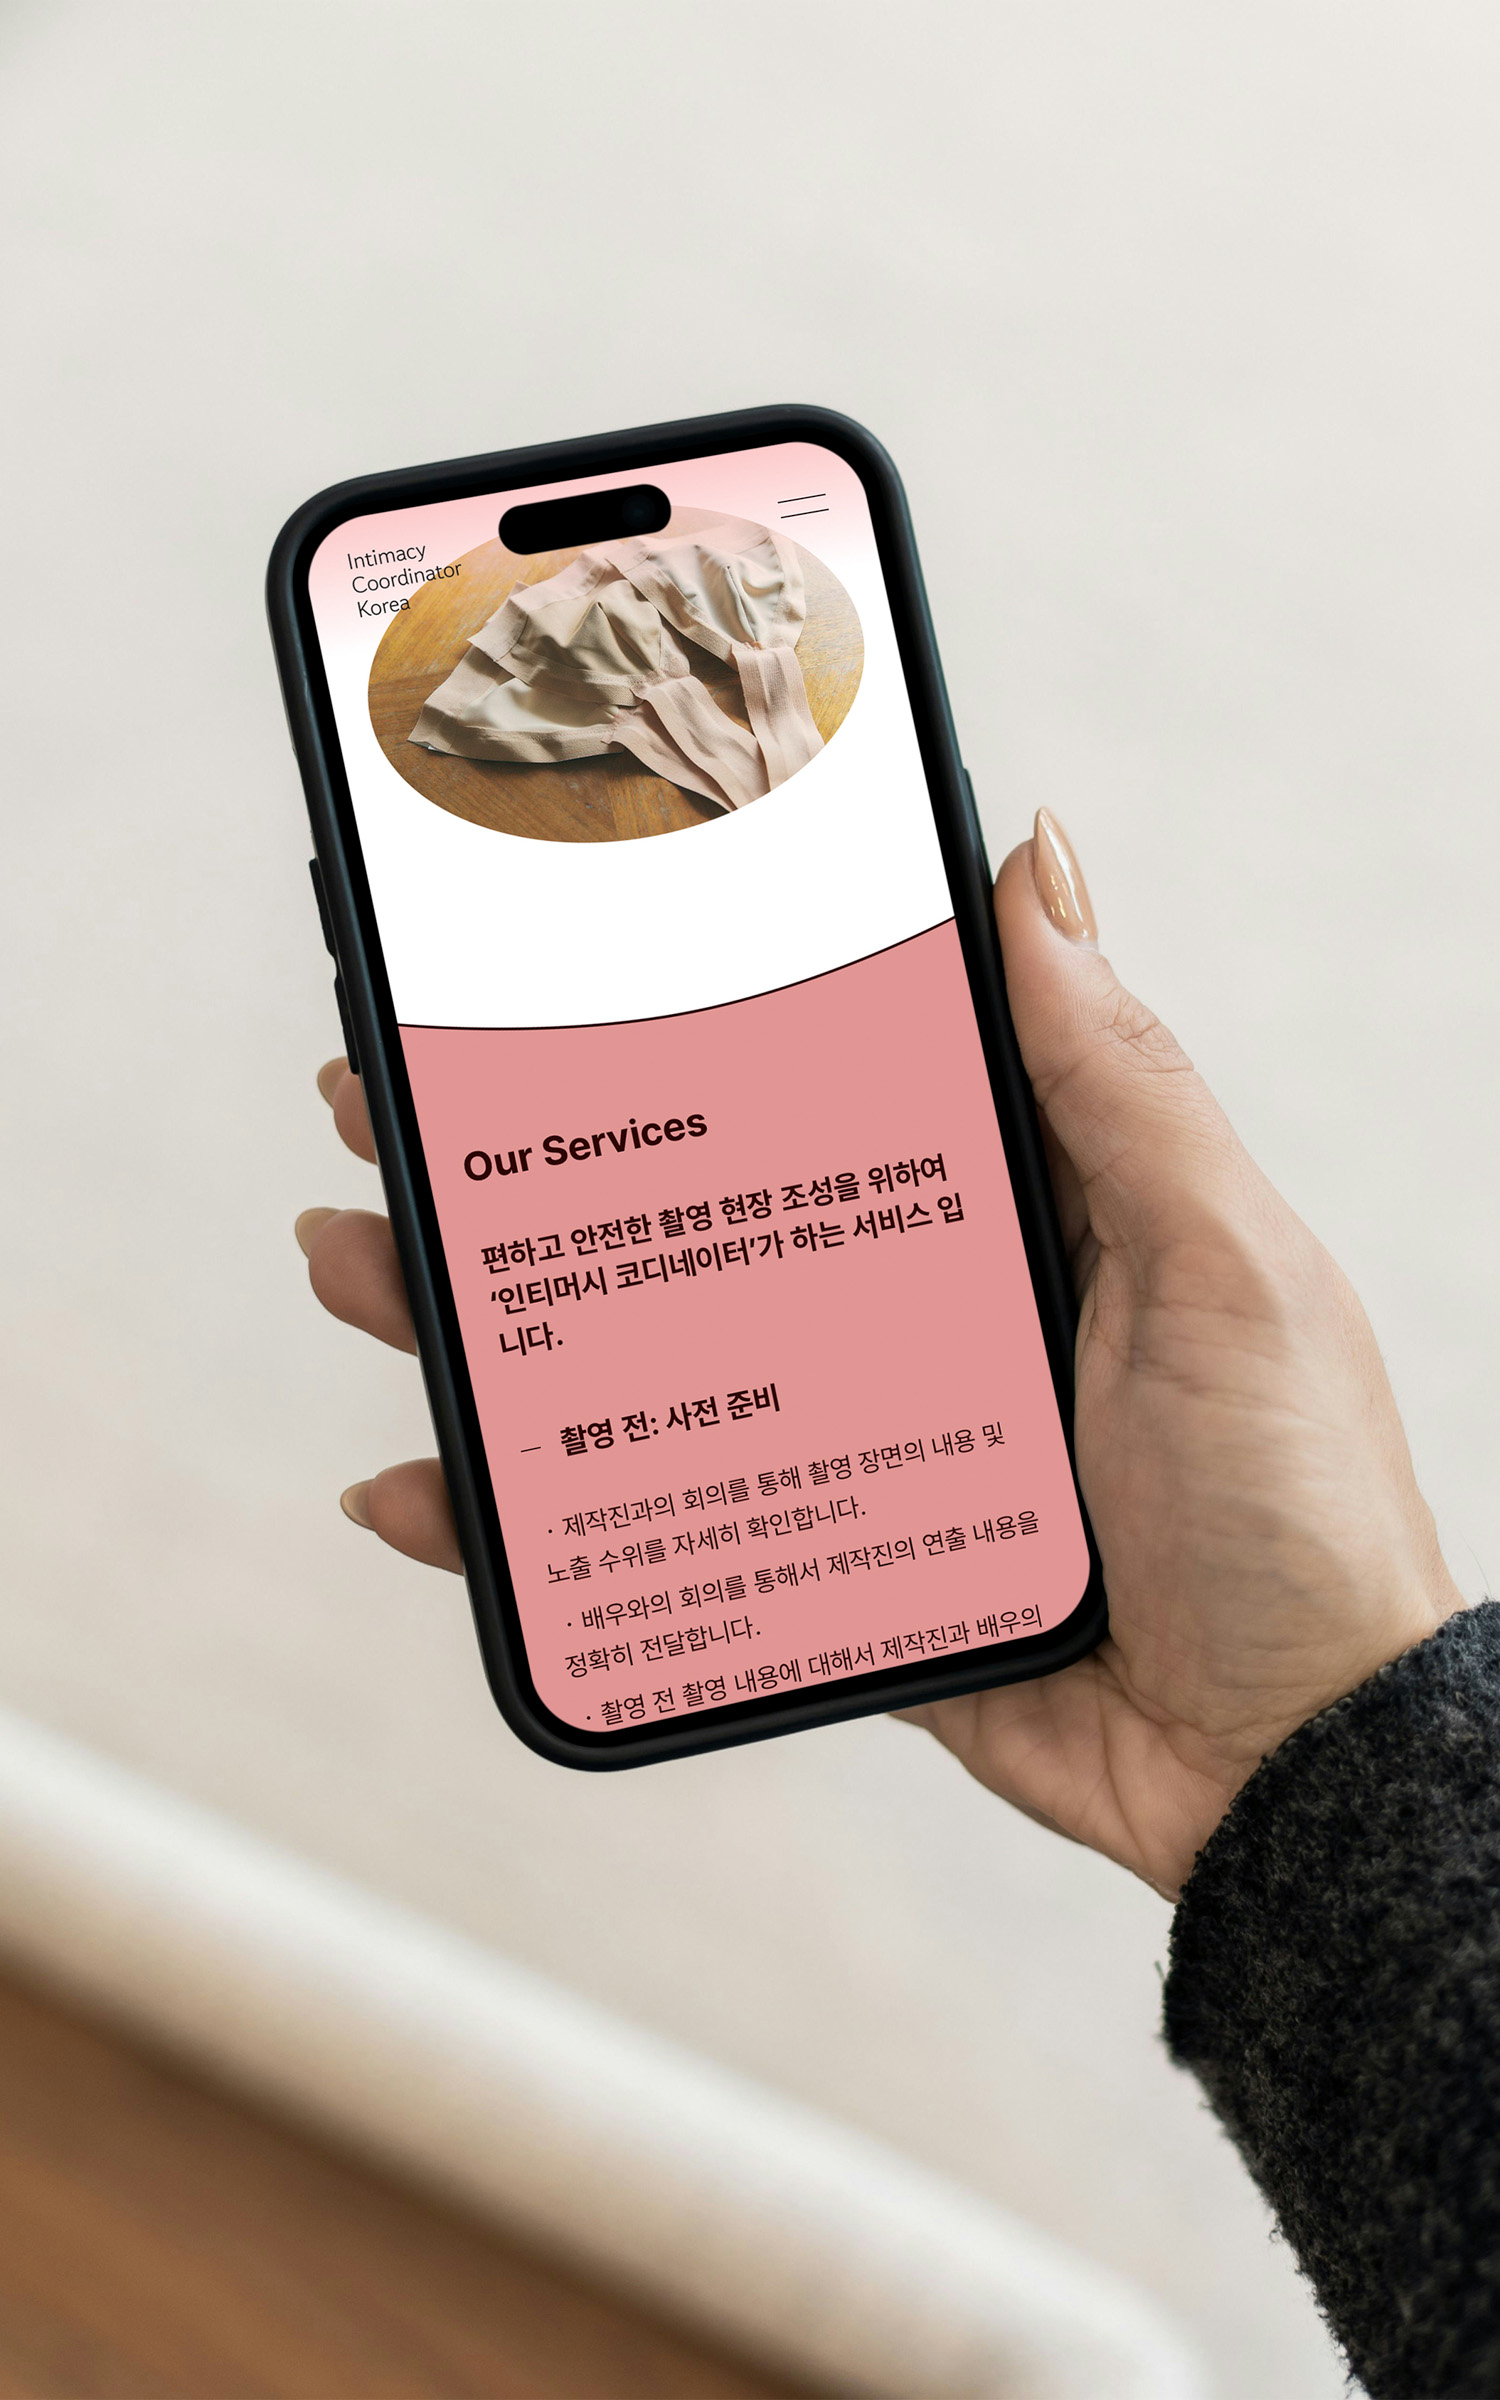 Intimacy
Coordinator
Korea
Our Services
편하고 안전한 촬영 현장 조성을 위하여
‘인티머시 코디네이터’가 하는 서비스 입
니다.
— 촬영 전: 사전 준비
· 제작진과의 회의를 통해 촬영 장면의 내용 및
노출 수위를 자세히 확인합니다.
· 배우와의 회의를 통해서 제작진의 연출 내용을
정확히 전달합니다.
· 촬영 전 촬영 내용에 대해서 제작진과 배우의